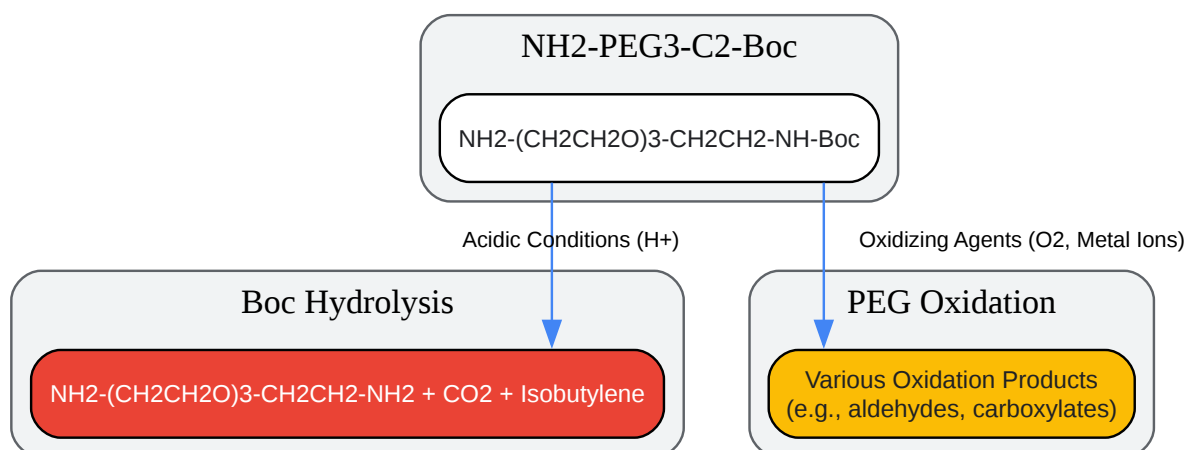 NH2-PEG3-C2-Boc
NH2-(CH2CH2O)3-CH2CH2-NH-Boc
Acidic Conditions (H+)
Oxidizing Agents (O2, Metal Ions)
Boc Hydrolysis
PEG Oxidation
NH2-(CH2CH2O)3-CH2CH2-NH2 + CO2 + Isobutylene
Various Oxidation Products
(e.g., aldehydes, carboxylates)